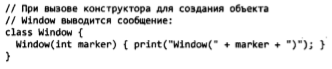 // При вызове конструктора для создания объекта
// Window выводится сообщение:
class Window {
Window(int marker) { print("Window(" + marker + ")"); }
}